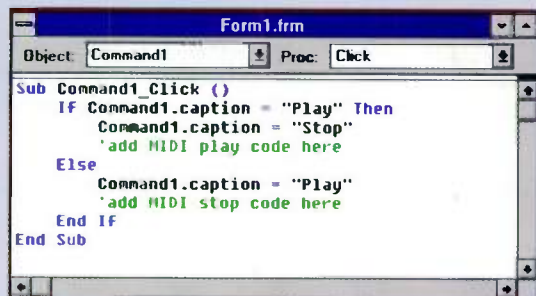 Form1.frm
Object: Command1 Proc: Click
Sub Command1_Click ()
    If Command1.caption = "Play" Then
        Command1.caption = "Stop"
        'add MIDI play code here
    Else
        Command1.caption = "Play"
        'add MIDI stop code here
    End If
End Sub